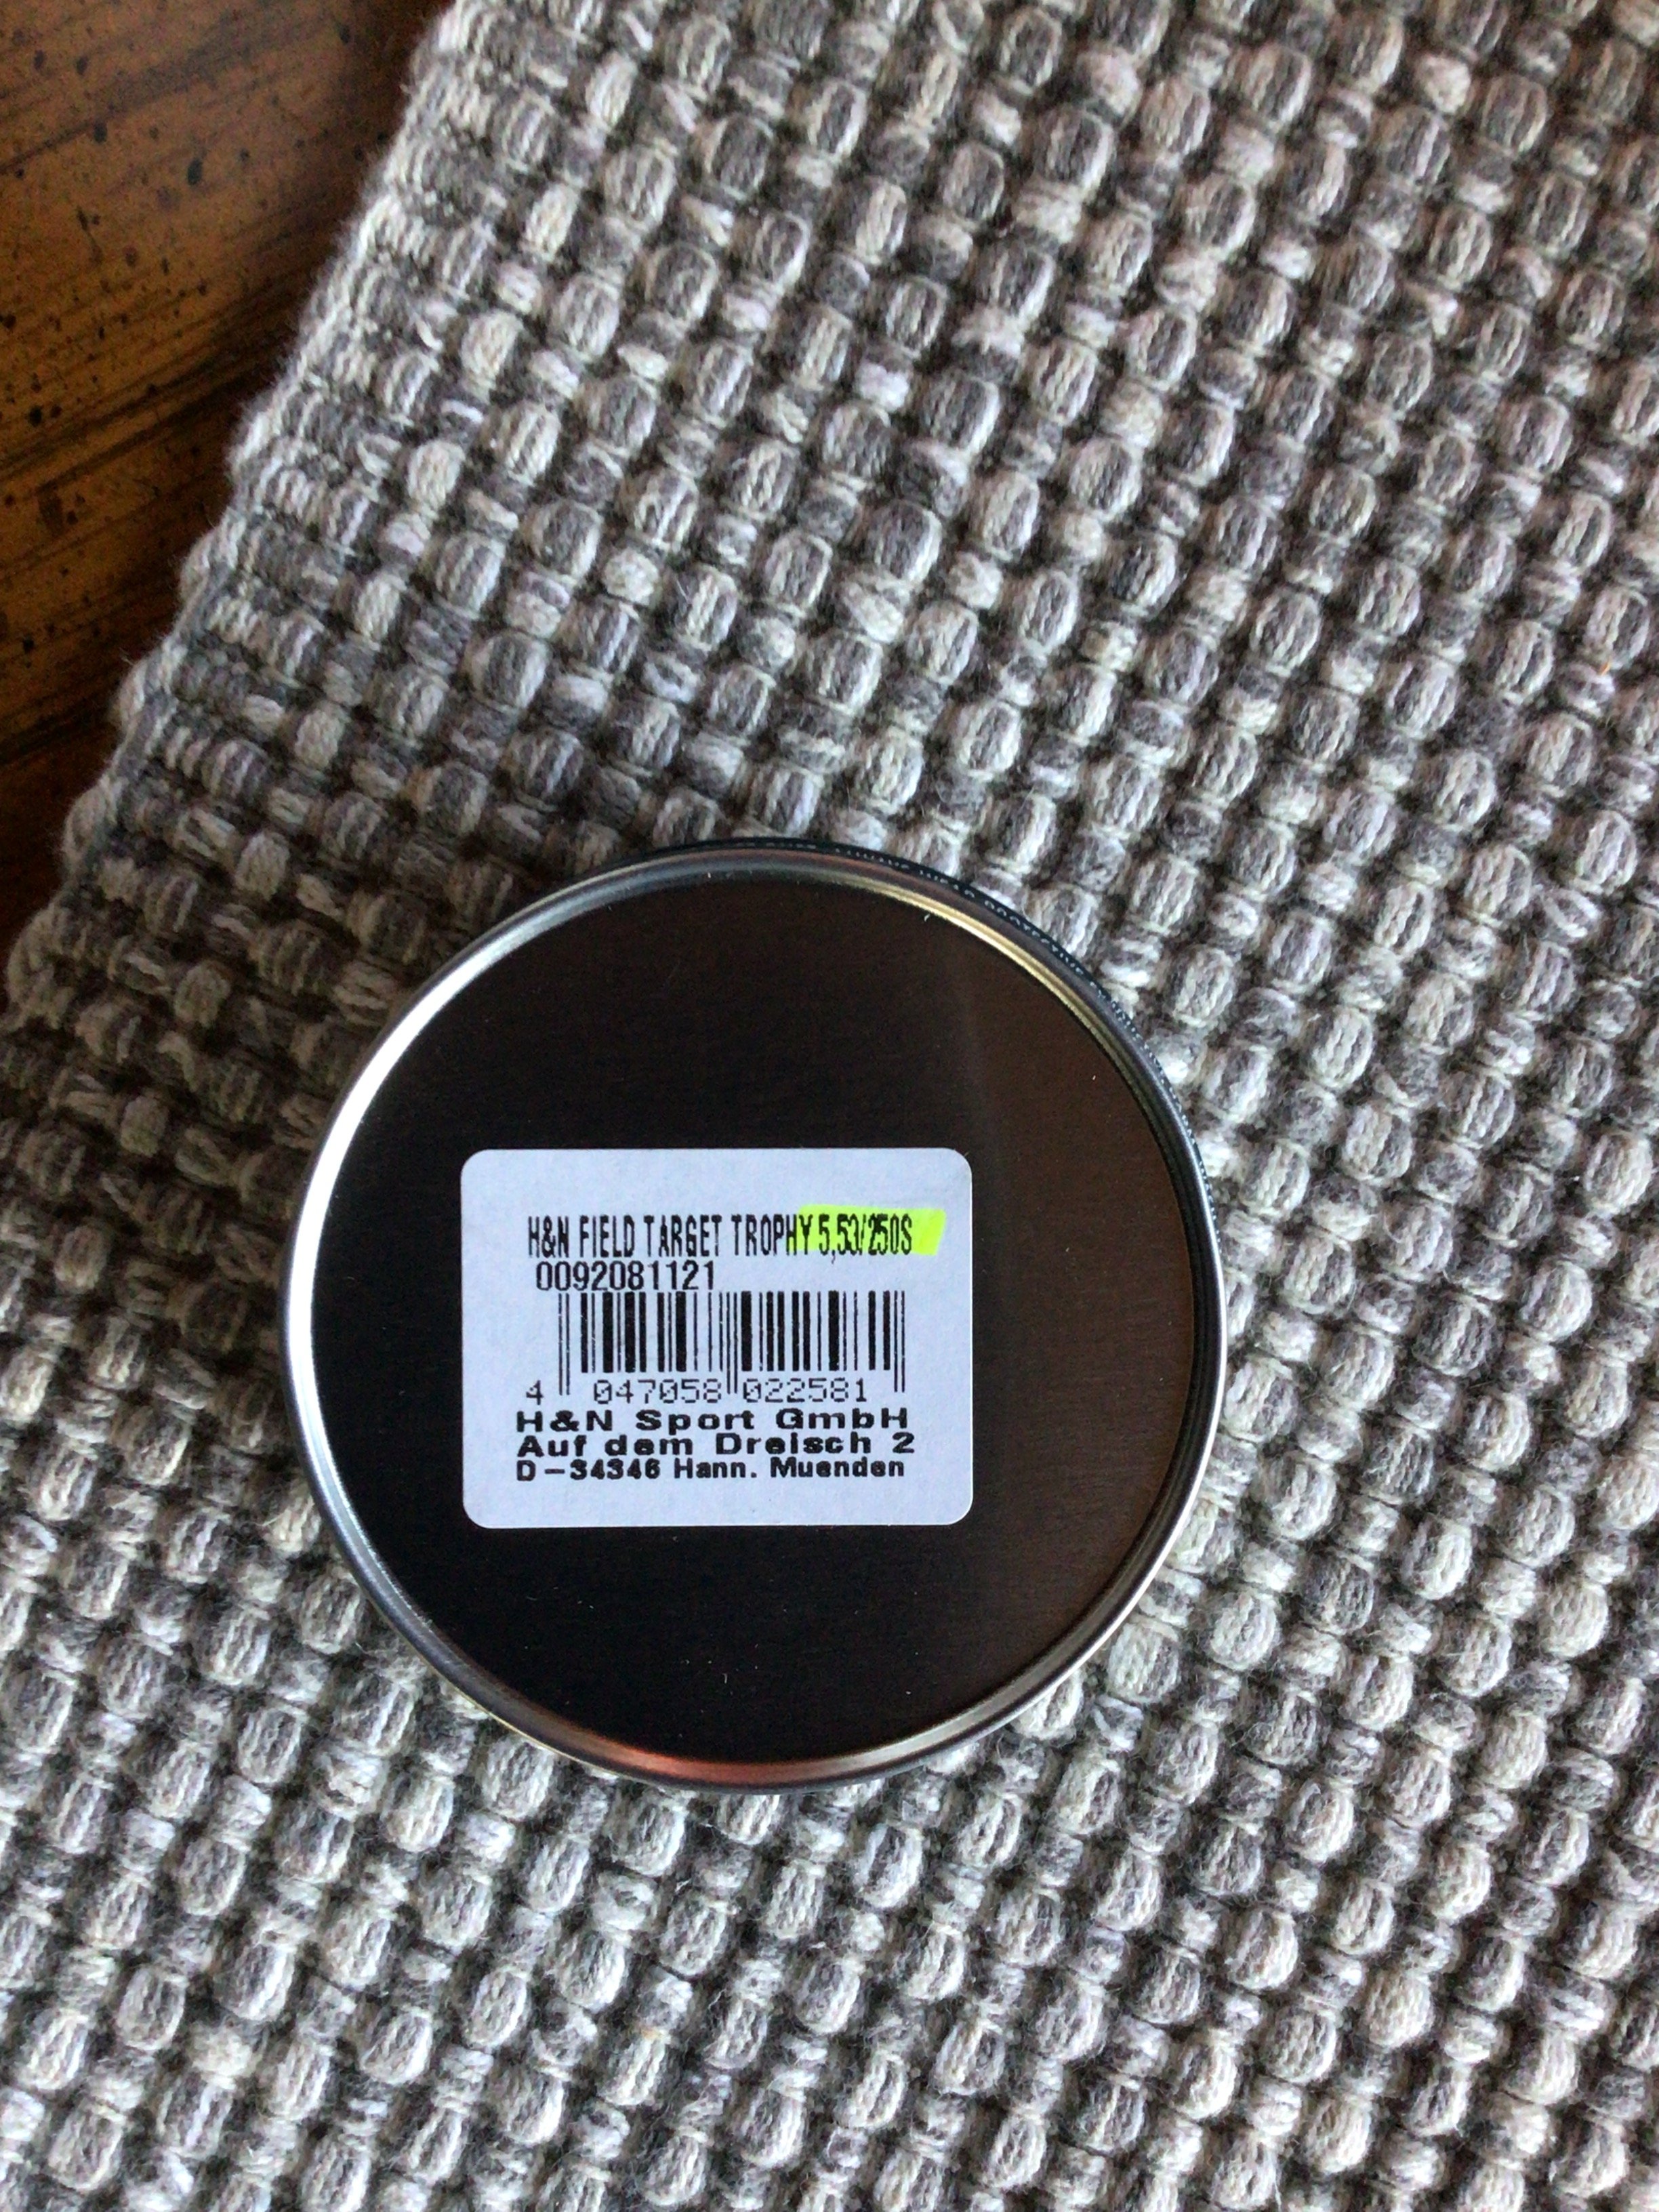 H&N FIELD TARGET TROPHY 5,53/250S
0092081121
4 047058 022581
H&N Sport GmbH
Auf dem Dreisch 2
D-34346 Hann. Muenden